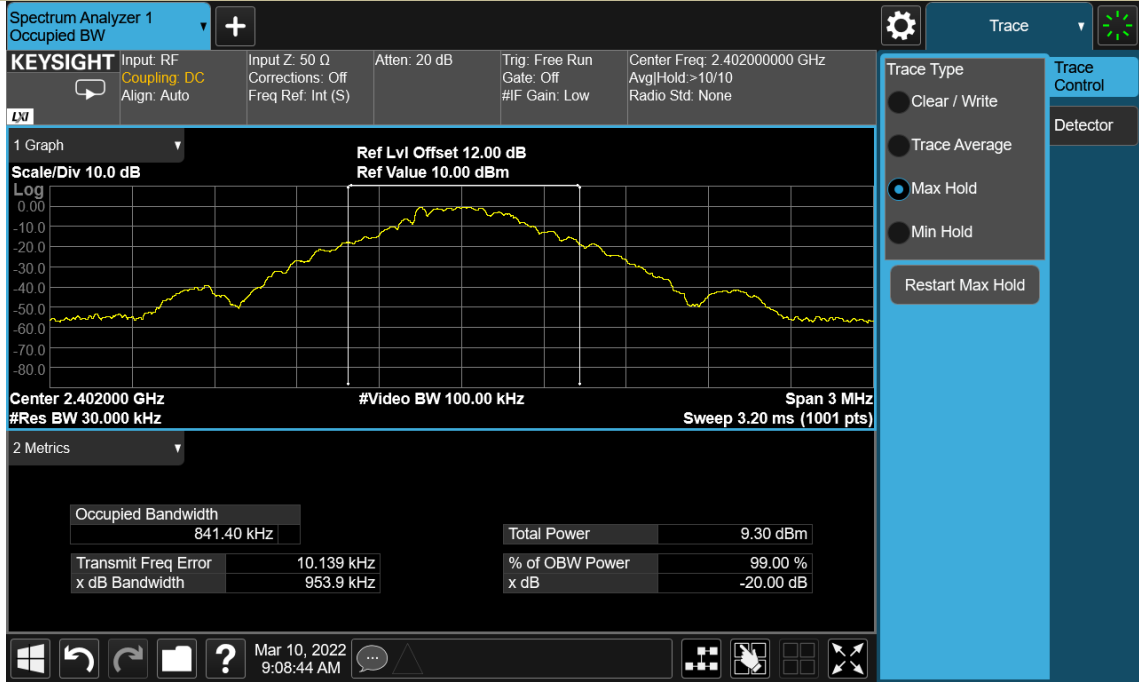 Spectrum Analyzer 1
Occupied BW
+
Trace
KEYSIGHT
Input: RF
Coupling: DC
Align: Auto
Input Z: 50 Ω
Corrections: Off
Freq Ref: Int (S)
Atten: 20 dB
Trig: Free Run
Gate: Off
#IF Gain: Low
Center Freq: 2.402000000 GHz
Avg|Hold:>10/10
Radio Std: None
LXI
Trace Type
Clear / Write
Trace Average
Max Hold
Min Hold
Restart Max Hold
Trace
Control
Detector
1 Graph
Scale/Div 10.0 dB
Ref Lvl Offset 12.00 dB
Ref Value 10.00 dBm
Log
0.00
-10.0
-20.0
-30.0
-40.0
-50.0
-60.0
-70.0
-80.0
Center 2.402000 GHz
#Video BW 100.00 kHz
Span 3 MHz
#Res BW 30.000 kHz
Sweep 3.20 ms (1001 pts)
2 Metrics
Occupied Bandwidth
841.40 kHz
Total Power 9.30 dBm
Transmit Freq Error 10.139 kHz
% of OBW Power 99.00 %
x dB Bandwidth 953.9 kHz
x dB -20.00 dB
?
Mar 10, 2022
9:08:44 AM